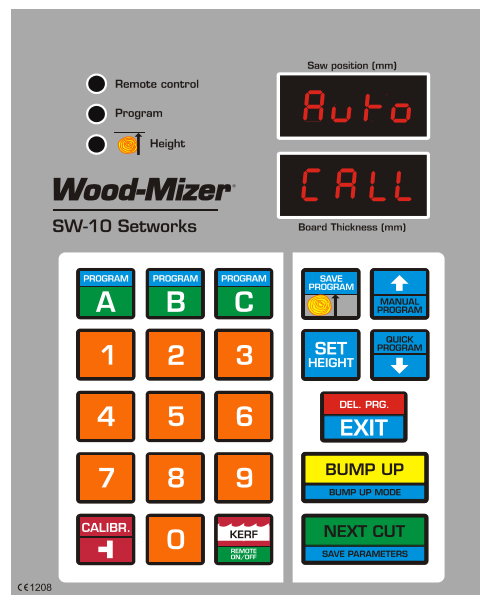 Saw position (mm)
Auto
Remote control
Program
Height
CALL
Board Thickness (mm)
Wood-Mizer®
SW-10 Setworks
PROGRAM
A
PROGRAM
B
PROGRAM
C
SAVE
PROGRAM
MANUAL
PROGRAM
1
2
3
SET
HEIGHT
QUICK
PROGRAM
4
5
6
DEL. PRG.
EXIT
7
8
9
BUMP UP
BUMP UP MODE
CALIBR.
0
KERF
REMOTE
ON/OFF
NEXT CUT
SAVE PARAMETERS
CE1208